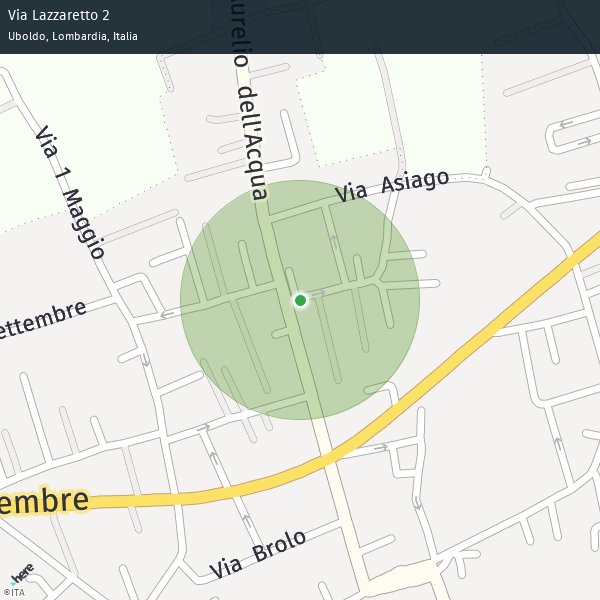 Via Lazzaretto 2
Uboldo, Lombardia, Italia
urelio dell'Acqua
Via 1 Maggio
Via Asiago
ettembre
embre
Via Brolo
here
©ITA